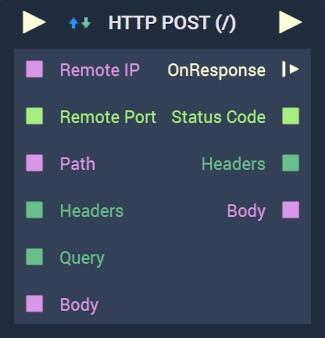 HTTP POST (/)
Remote IP OnResponse
Remote Port Status Code
Path Headers
Headers Body
Query
Body